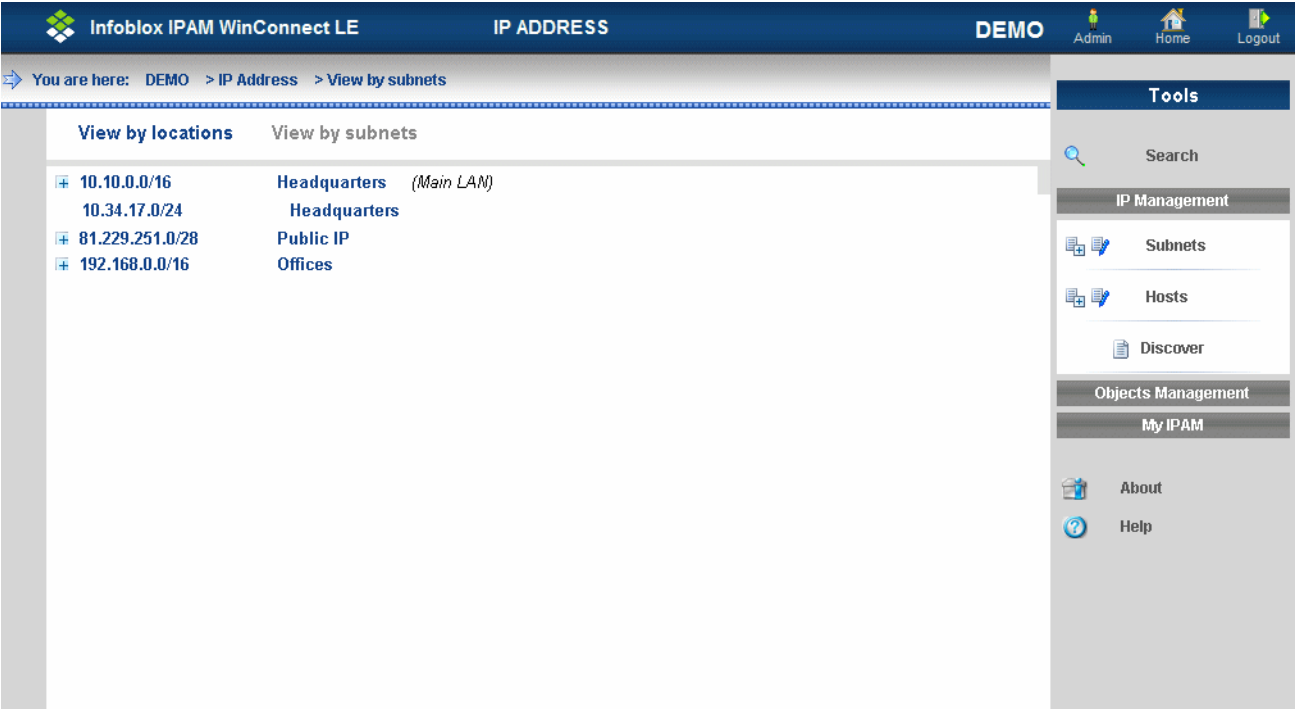 Infoblox IPAM WinConnect LE IP ADDRESS DEMO Admin Home Logout
You are here: DEMO > IP Address > View by subnets
Tools
View by locations View by subnets
Search
10.10.0.0/16 Headquarters (Main LAN)
IP Management
10.34.17.0/24 Headquarters
81.229.251.0/28 Public IP
Subnets
192.168.0.0/16 Offices
Hosts
Discover
Objects Management
My IPAM
About
Help